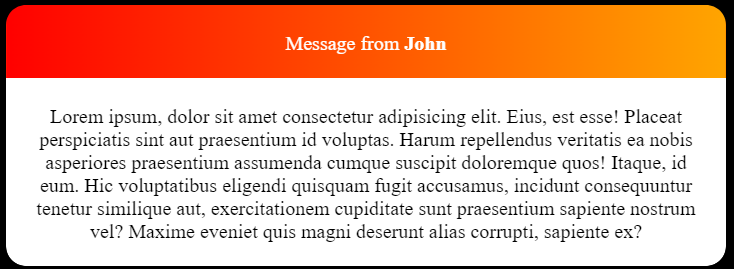 Message from John
Lorem ipsum, dolor sit amet consectetur adipisicing elit. Eius, est esse! Placeat
perspiciatis sint aut praesentium id voluptas. Harum repellendus veritatis ea nobis
asperiores praesentium assumenda cumque suscipit doloremque quos! Itaque, id
eum. Hic voluptatibus eligendi quisquam fugit accusamus, incidunt consequuntur
tenetur similique aut, exercitationem cupiditate sunt praesentium sapiente nostrum
vel? Maxime eveniet quis magni deserunt alias corrupti, sapiente ex?